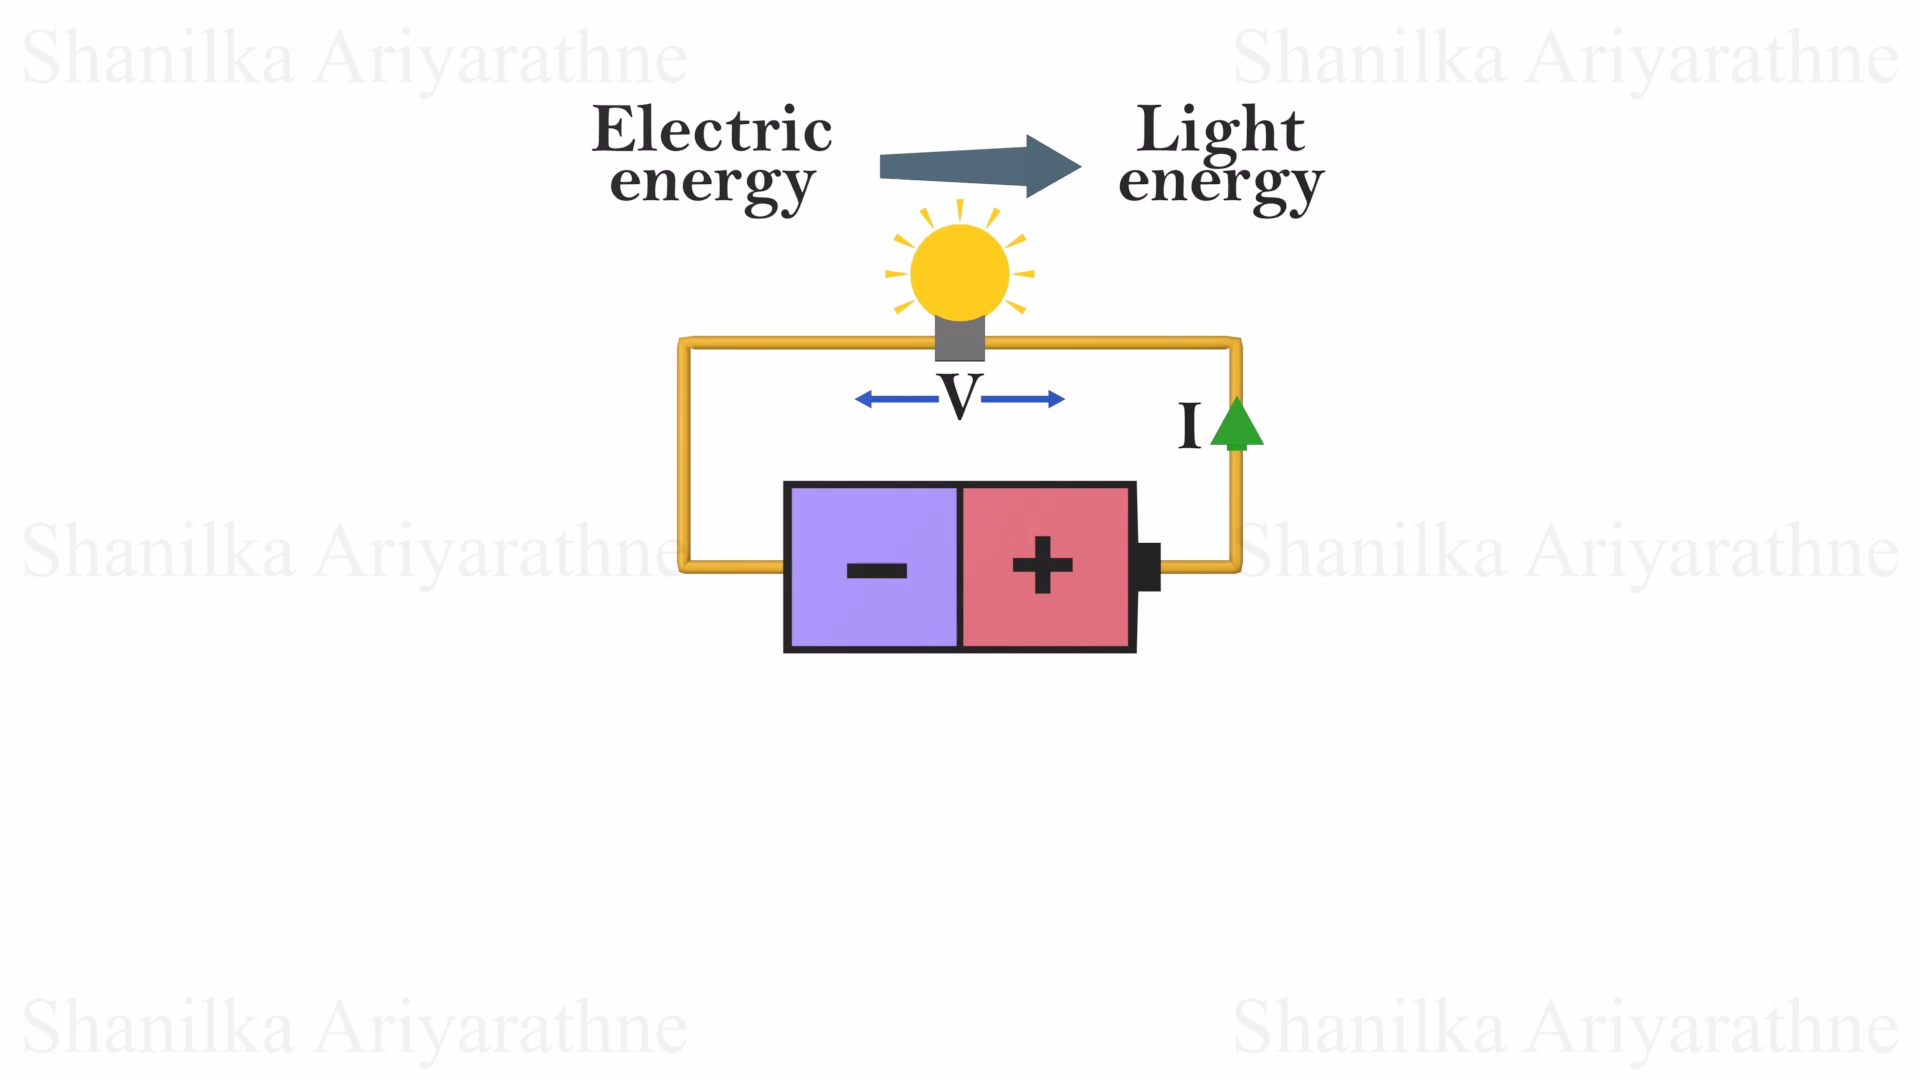 Shanilka Ariyarathne Shanilka Ariyarathne
Electric
energy
Light
energy
V
I
Shanilka Ariyarathne Shanilka Ariyarathne
− +
Shanilka Ariyarathne Shanilka Ariyarathne